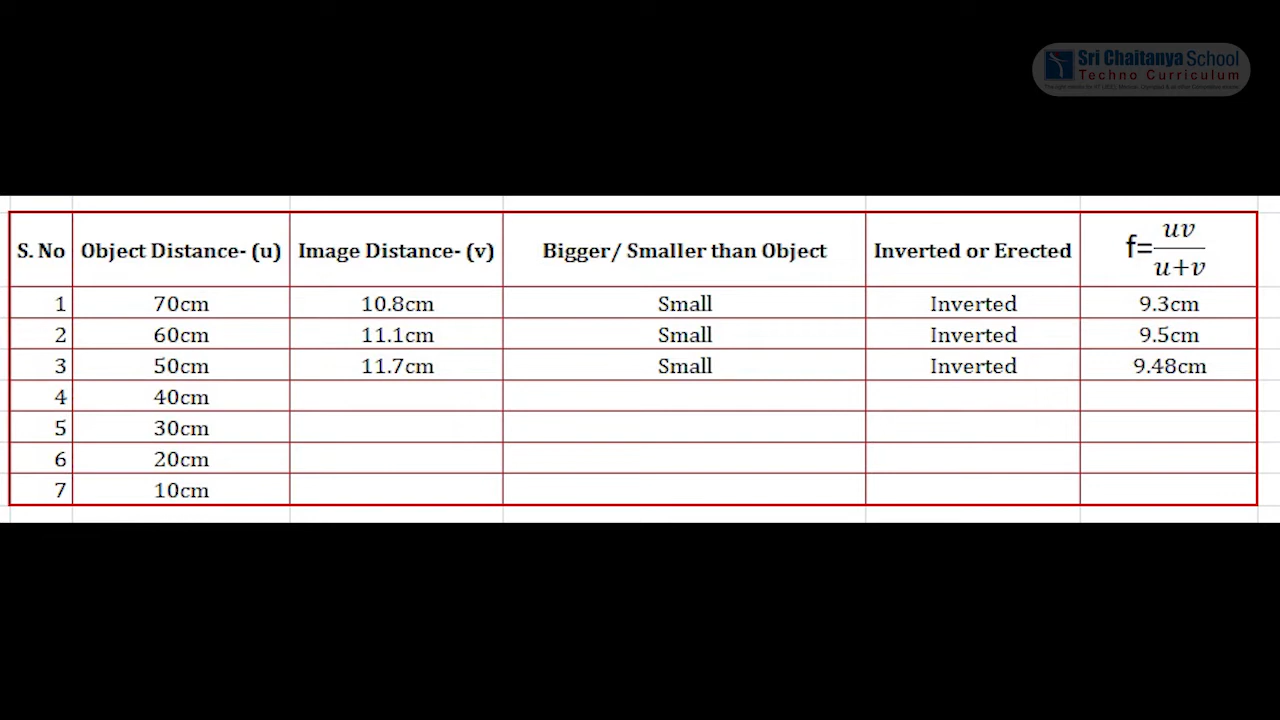 Sri Chaitanya School
Techno Curriculum
S. No Object Distance- (u) Image Distance- (v) Bigger/ Smaller than Object Inverted or Erected f=uv/u+v
1 70cm 10.8cm Small Inverted 9.3cm
2 60cm 11.1cm Small Inverted 9.5cm
3 50cm 11.7cm Small Inverted 9.48cm
4 40cm
5 30cm
6 20cm
7 10cm